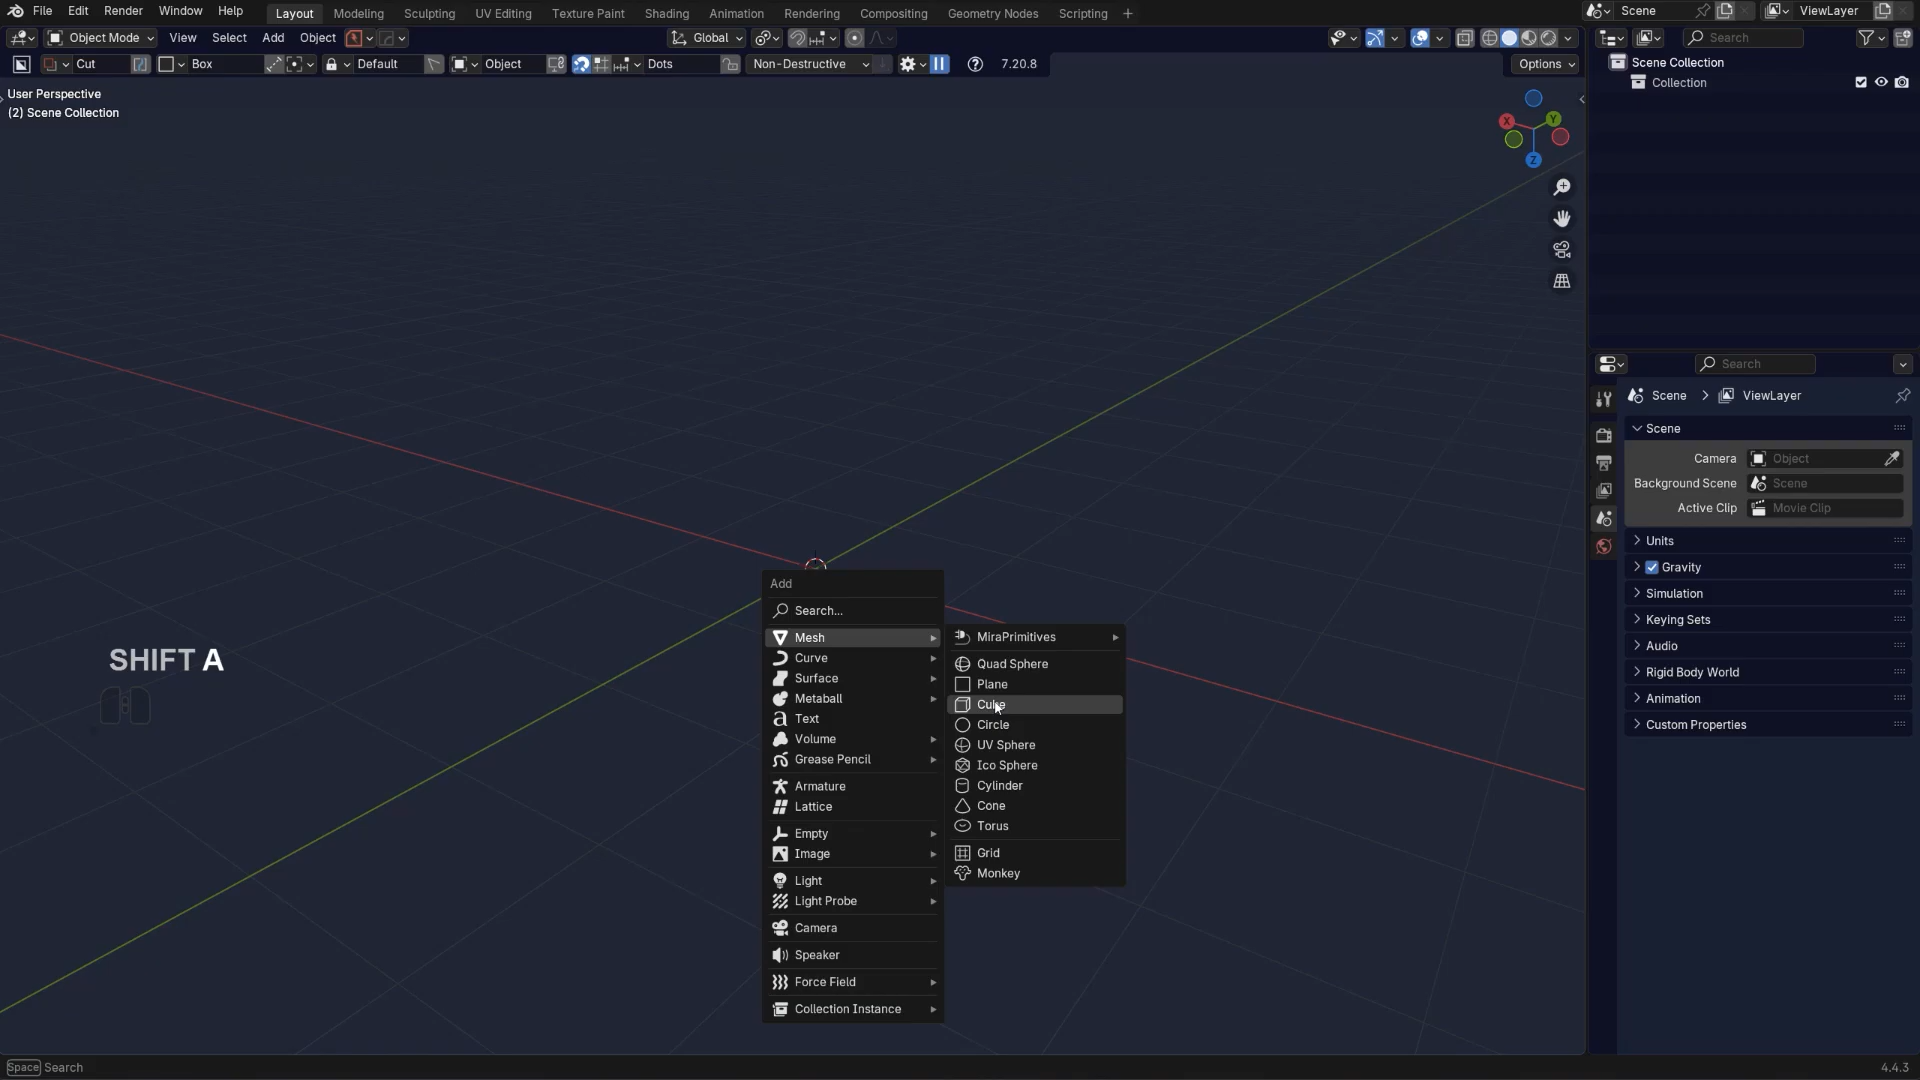 File Edit Render Window Help Layout Modeling Sculpting UV Editing Texture Paint Shading Animation Rendering Compositing Geometry Nodes Scripting + Scene ViewLayer
Object Mode View Select Add Object Global Search
Cut Box Default Object Dots Non-Destructive 7.20.8 Options
Scene Collection
Collection
User Perspective
(2) Scene Collection
X Y
Z
Search
Scene > ViewLayer
Scene
Camera Object
Background Scene Scene
Active Clip Movie Clip
Units
Gravity
Simulation
Keying Sets
Audio
Rigid Body World
Animation
Custom Properties
Add
Search...
Mesh
Curve
Surface
Metaball
Text
Volume
Grease Pencil
Armature
Lattice
Empty
Image
Light
Light Probe
Camera
Speaker
Force Field
Collection Instance
MiraPrimitives
Quad Sphere
Plane
Cube
Circle
UV Sphere
Ico Sphere
Cylinder
Cone
Torus
Grid
Monkey
SHIFT A
Space Search
4.4.3